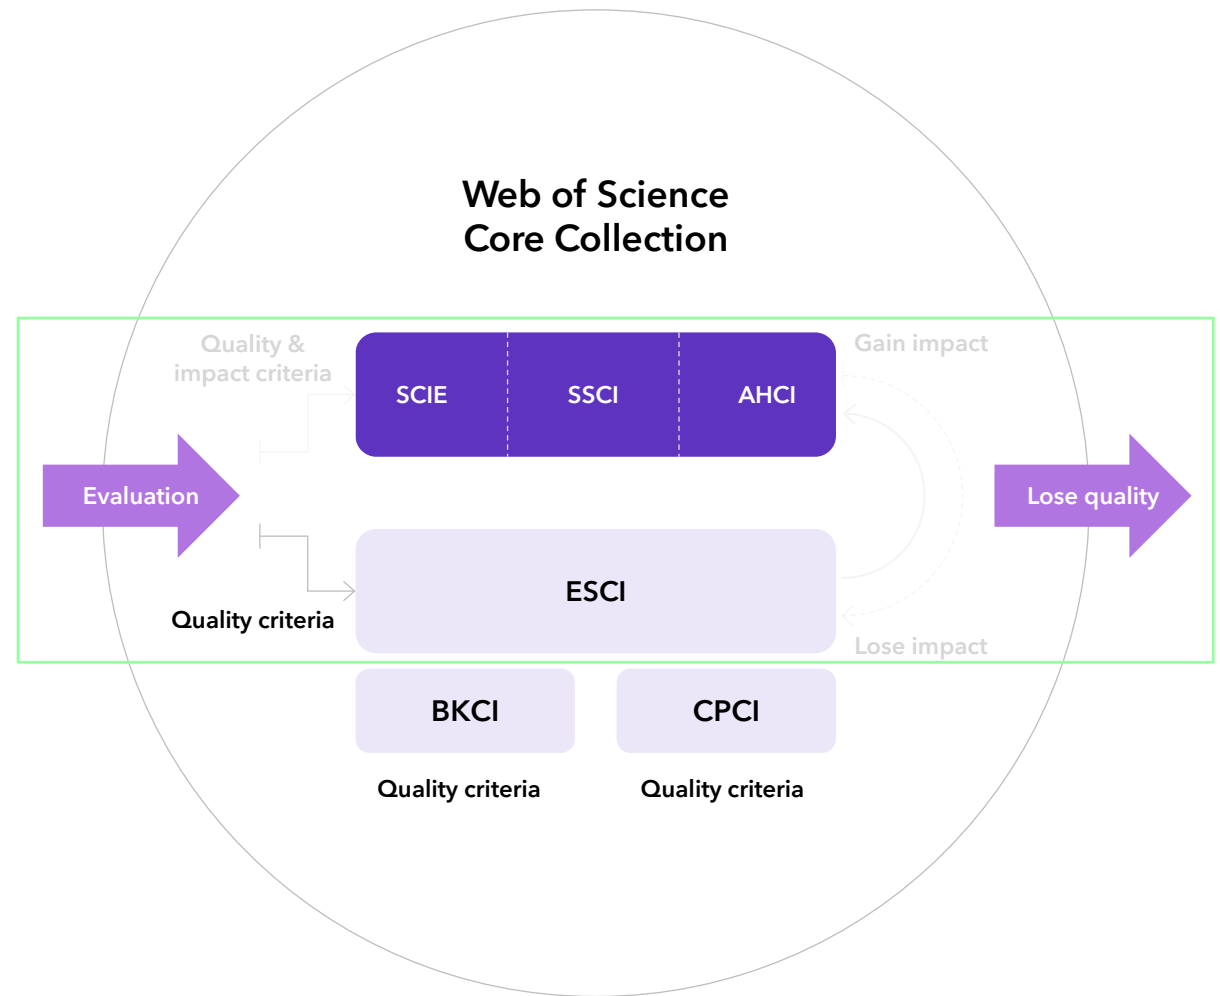 Web of Science
Core Collection
Quality &
impact criteria
SCIE
SSCI
AHCI
Gain impact
Evaluation
Lose quality
ESCI
Quality criteria
Lose impact
BKCI
CPCI
Quality criteria
Quality criteria